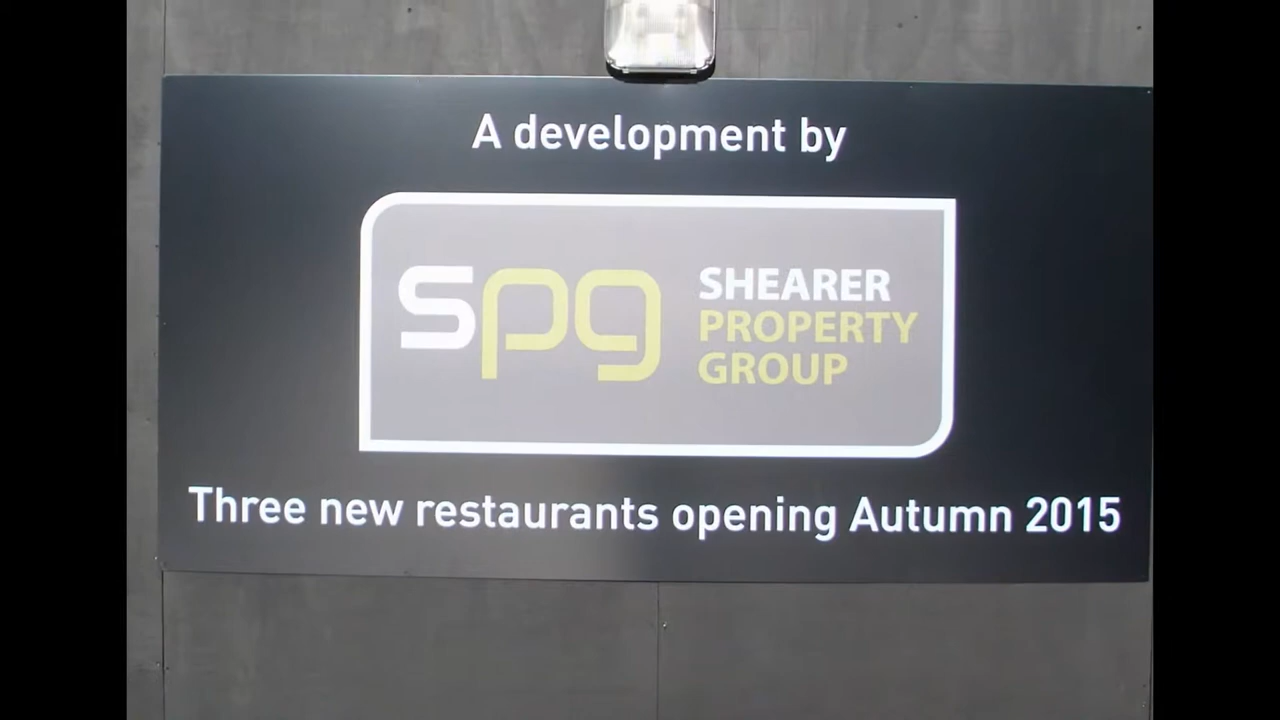 A development by
spg
SHEARER
PROPERTY
GROUP
Three new restaurants opening Autumn 2015